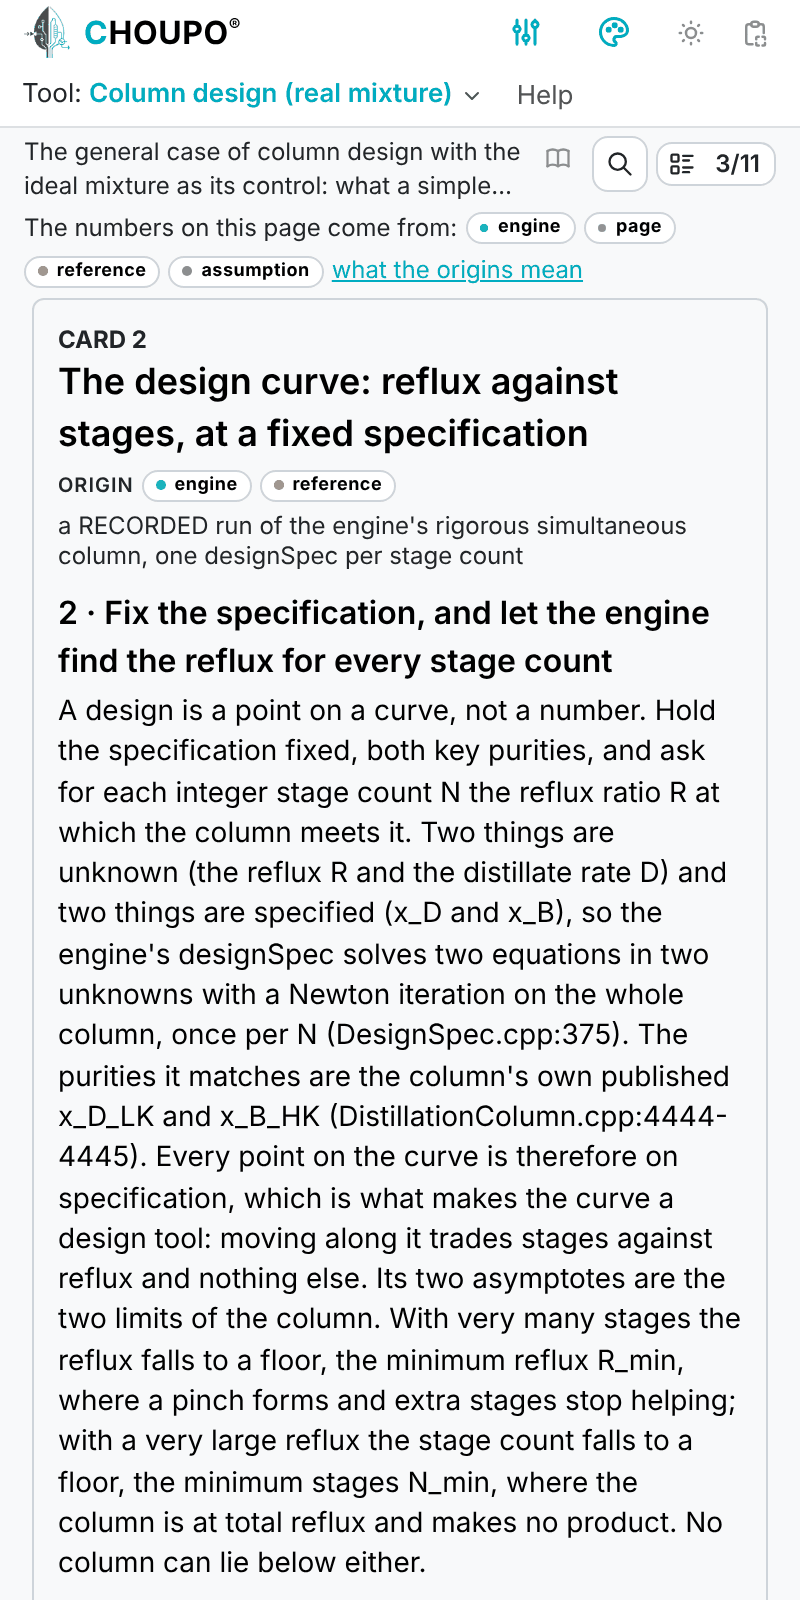 CHOUPO®
Tool: Column design (real mixture) Help
The general case of column design with the
ideal mixture as its control: what a simple...
3/11
The numbers on this page come from: engine page
reference assumption what the origins mean
CARD 2
The design curve: reflux against
stages, at a fixed specification
ORIGIN engine reference
a RECORDED run of the engine's rigorous simultaneous
column, one designSpec per stage count
2 · Fix the specification, and let the engine
find the reflux for every stage count
A design is a point on a curve, not a number. Hold
the specification fixed, both key purities, and ask
for each integer stage count N the reflux ratio R at
which the column meets it. Two things are
unknown (the reflux R and the distillate rate D) and
two things are specified (x_D and x_B), so the
engine's designSpec solves two equations in two
unknowns with a Newton iteration on the whole
column, once per N (DesignSpec.cpp:375). The
purities it matches are the column's own published
x_D_LK and x_B_HK (DistillationColumn.cpp:4444-
4445). Every point on the curve is therefore on
specification, which is what makes the curve a
design tool: moving along it trades stages against
reflux and nothing else. Its two asymptotes are the
two limits of the column. With very many stages the
reflux falls to a floor, the minimum reflux R_min,
where a pinch forms and extra stages stop helping;
with a very large reflux the stage count falls to a
floor, the minimum stages N_min, where the
column is at total reflux and makes no product. No
column can lie below either.